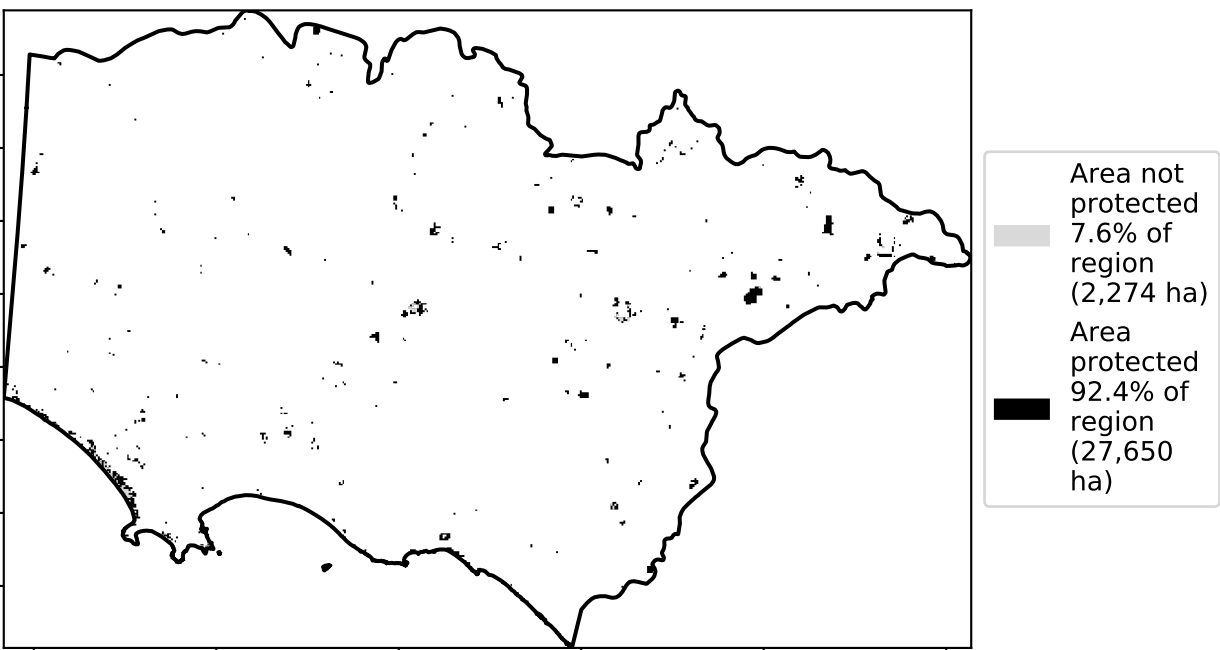 Area not
protected
7.6% of
region
(2,274 ha)
Area
protected
92.4% of
region
(27,650
ha)